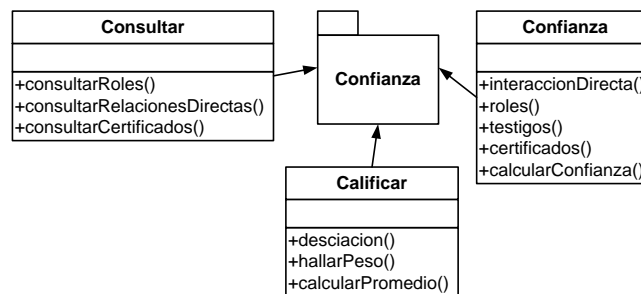 Consultar
+consultarRoles()
+consultarRelacionesDirectas()
+consultarCertificados()
Confianza
Confianza
+interaccionDirecta()
+roles()
+testigos()
+certificados()
+calcularConfianza()
Calificar
+desciacion()
+hallarPeso()
+calcularPromedio()